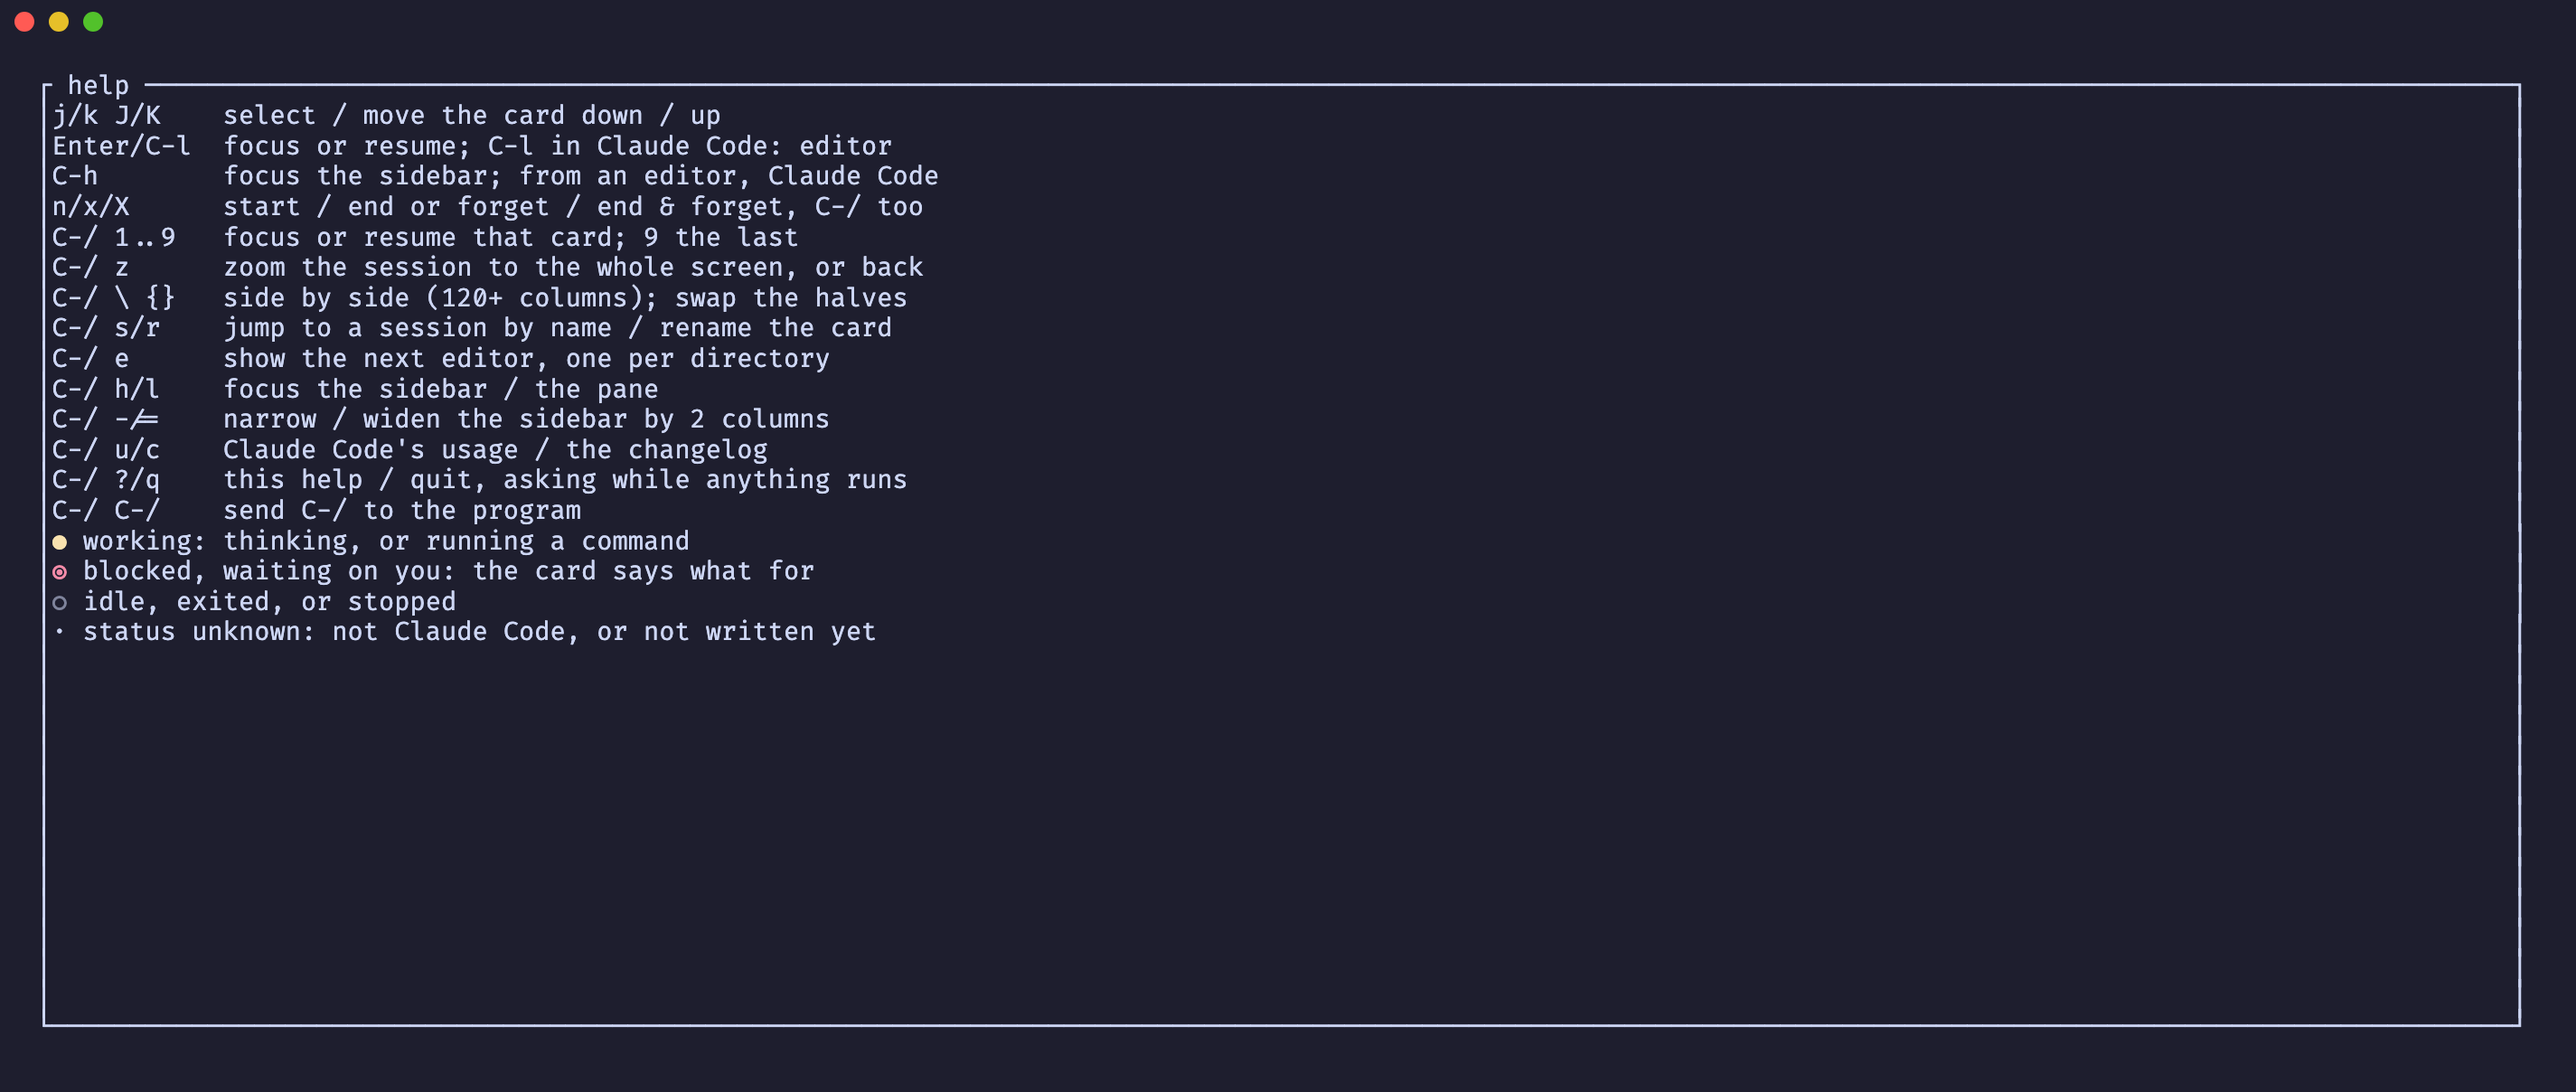 help
j/k J/K    select / move the card down / up
Enter/C-l  focus or resume; C-l in Claude Code: editor
C-h        focus the sidebar; from an editor, Claude Code
n/x/X      start / end or forget / end & forget, C-/ too
C-/ 1..9   focus or resume that card; 9 the last
C-/ z      zoom the session to the whole screen, or back
C-/ \ {}   side by side (120+ columns); swap the halves
C-/ s/r    jump to a session by name / rename the card
C-/ e      show the next editor, one per directory
C-/ h/l    focus the sidebar / the pane
C-/ -/=    narrow / widen the sidebar by 2 columns
C-/ u/c    Claude Code's usage / the changelog
C-/ ?/q    this help / quit, asking while anything runs
C-/ C-/    send C-/ to the program
● working: thinking, or running a command
◉ blocked, waiting on you: the card says what for
○ idle, exited, or stopped
· status unknown: not Claude Code, or not written yet